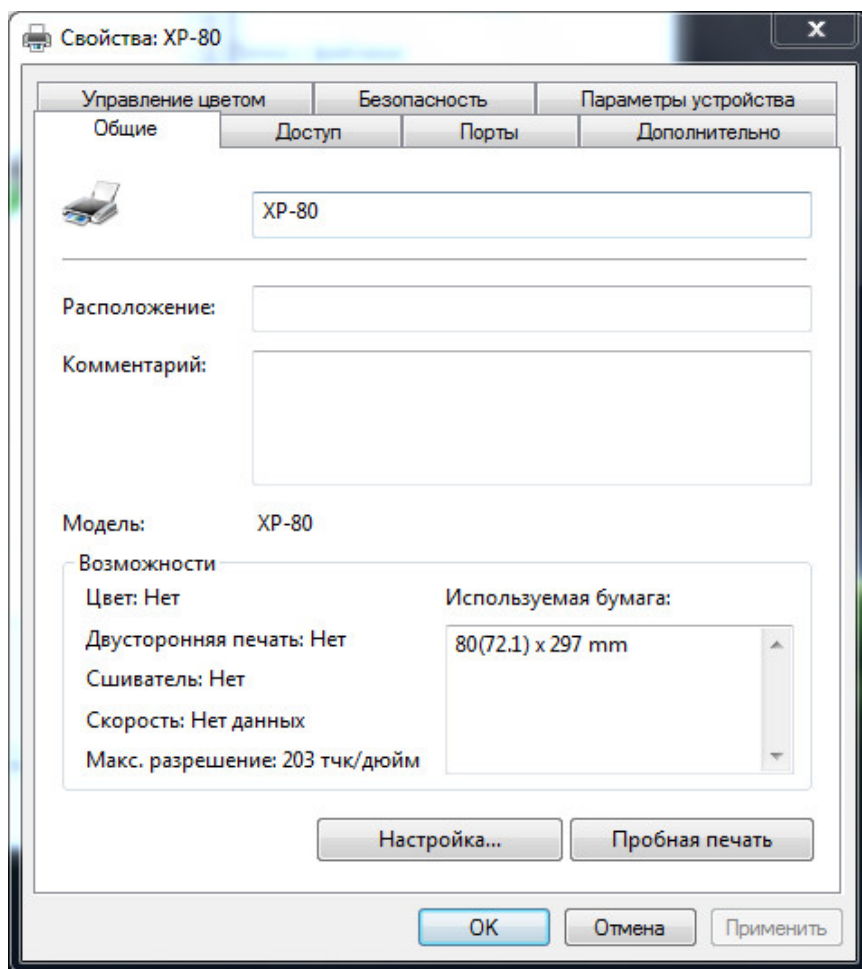 Свойства: XP-80
x
Управление цветом Безопасность Параметры устройства
Общие Доступ Порты Дополнительно
XP-80
Расположение:
Комментарий:
Модель: XP-80
Возможности
Цвет: Нет Используемая бумага:
Двусторонняя печать: Нет 80(72.1) x 297 mm
Сшиватель: Нет
Скорость: Нет данных
Макс. разрешение: 203 тчк/дюйм
Настройка... Пробная печать
OK Отмена Применить